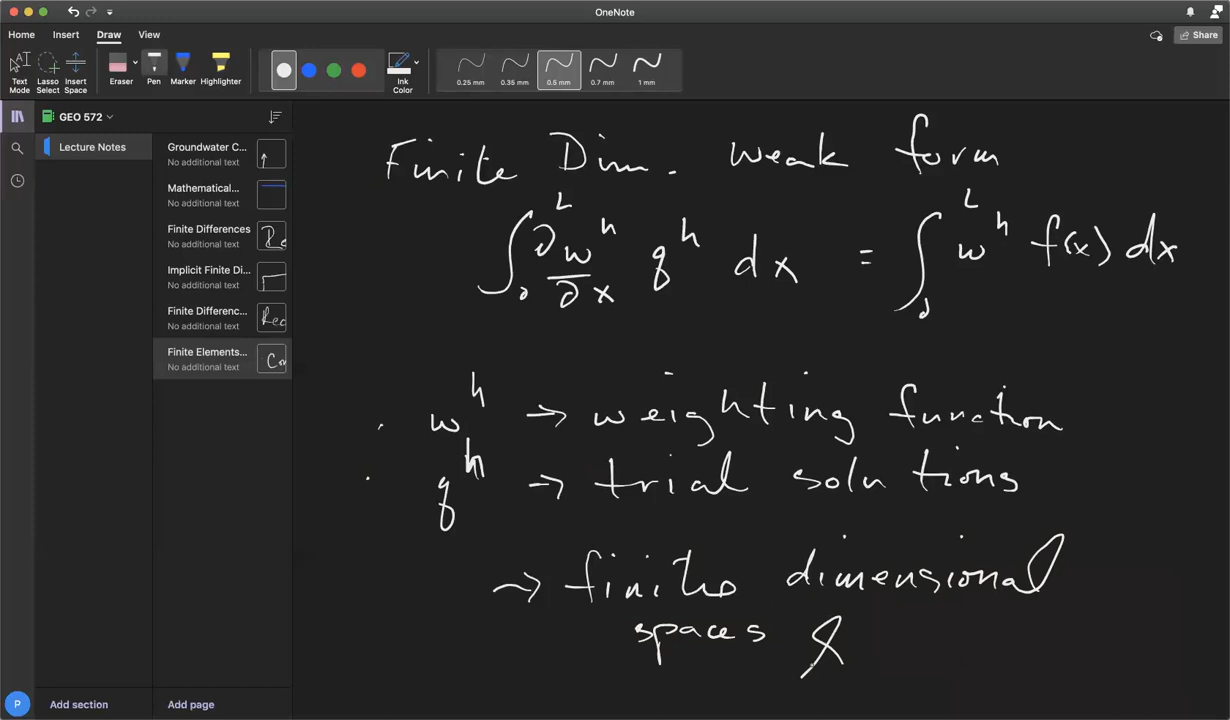 OneNote
Home Insert Draw View
Share
Text Mode
Lasso Select
Insert Space
Eraser
Pen
Marker
Highlighter
Ink Color
0.25 mm
0.35 mm
0.5 mm
0.7 mm
1 mm
GEO 572
Lecture Notes
Groundwater C...
No additional text
Mathematical...
No additional text
Finite Differences
No additional text
Implicit Finite Di...
No additional text
Finite Differenc...
No additional text
Finite Elements...
No additional text
Finite Dim. weak form
∫₀ᴸ ∂wʰ/∂x qʰ dx = ∫₀ᴸ wʰ f(x) dx
· wʰ → weighting function
· qʰ → trial solutions
→ finite dimensional
spaces
P
Add section
Add page